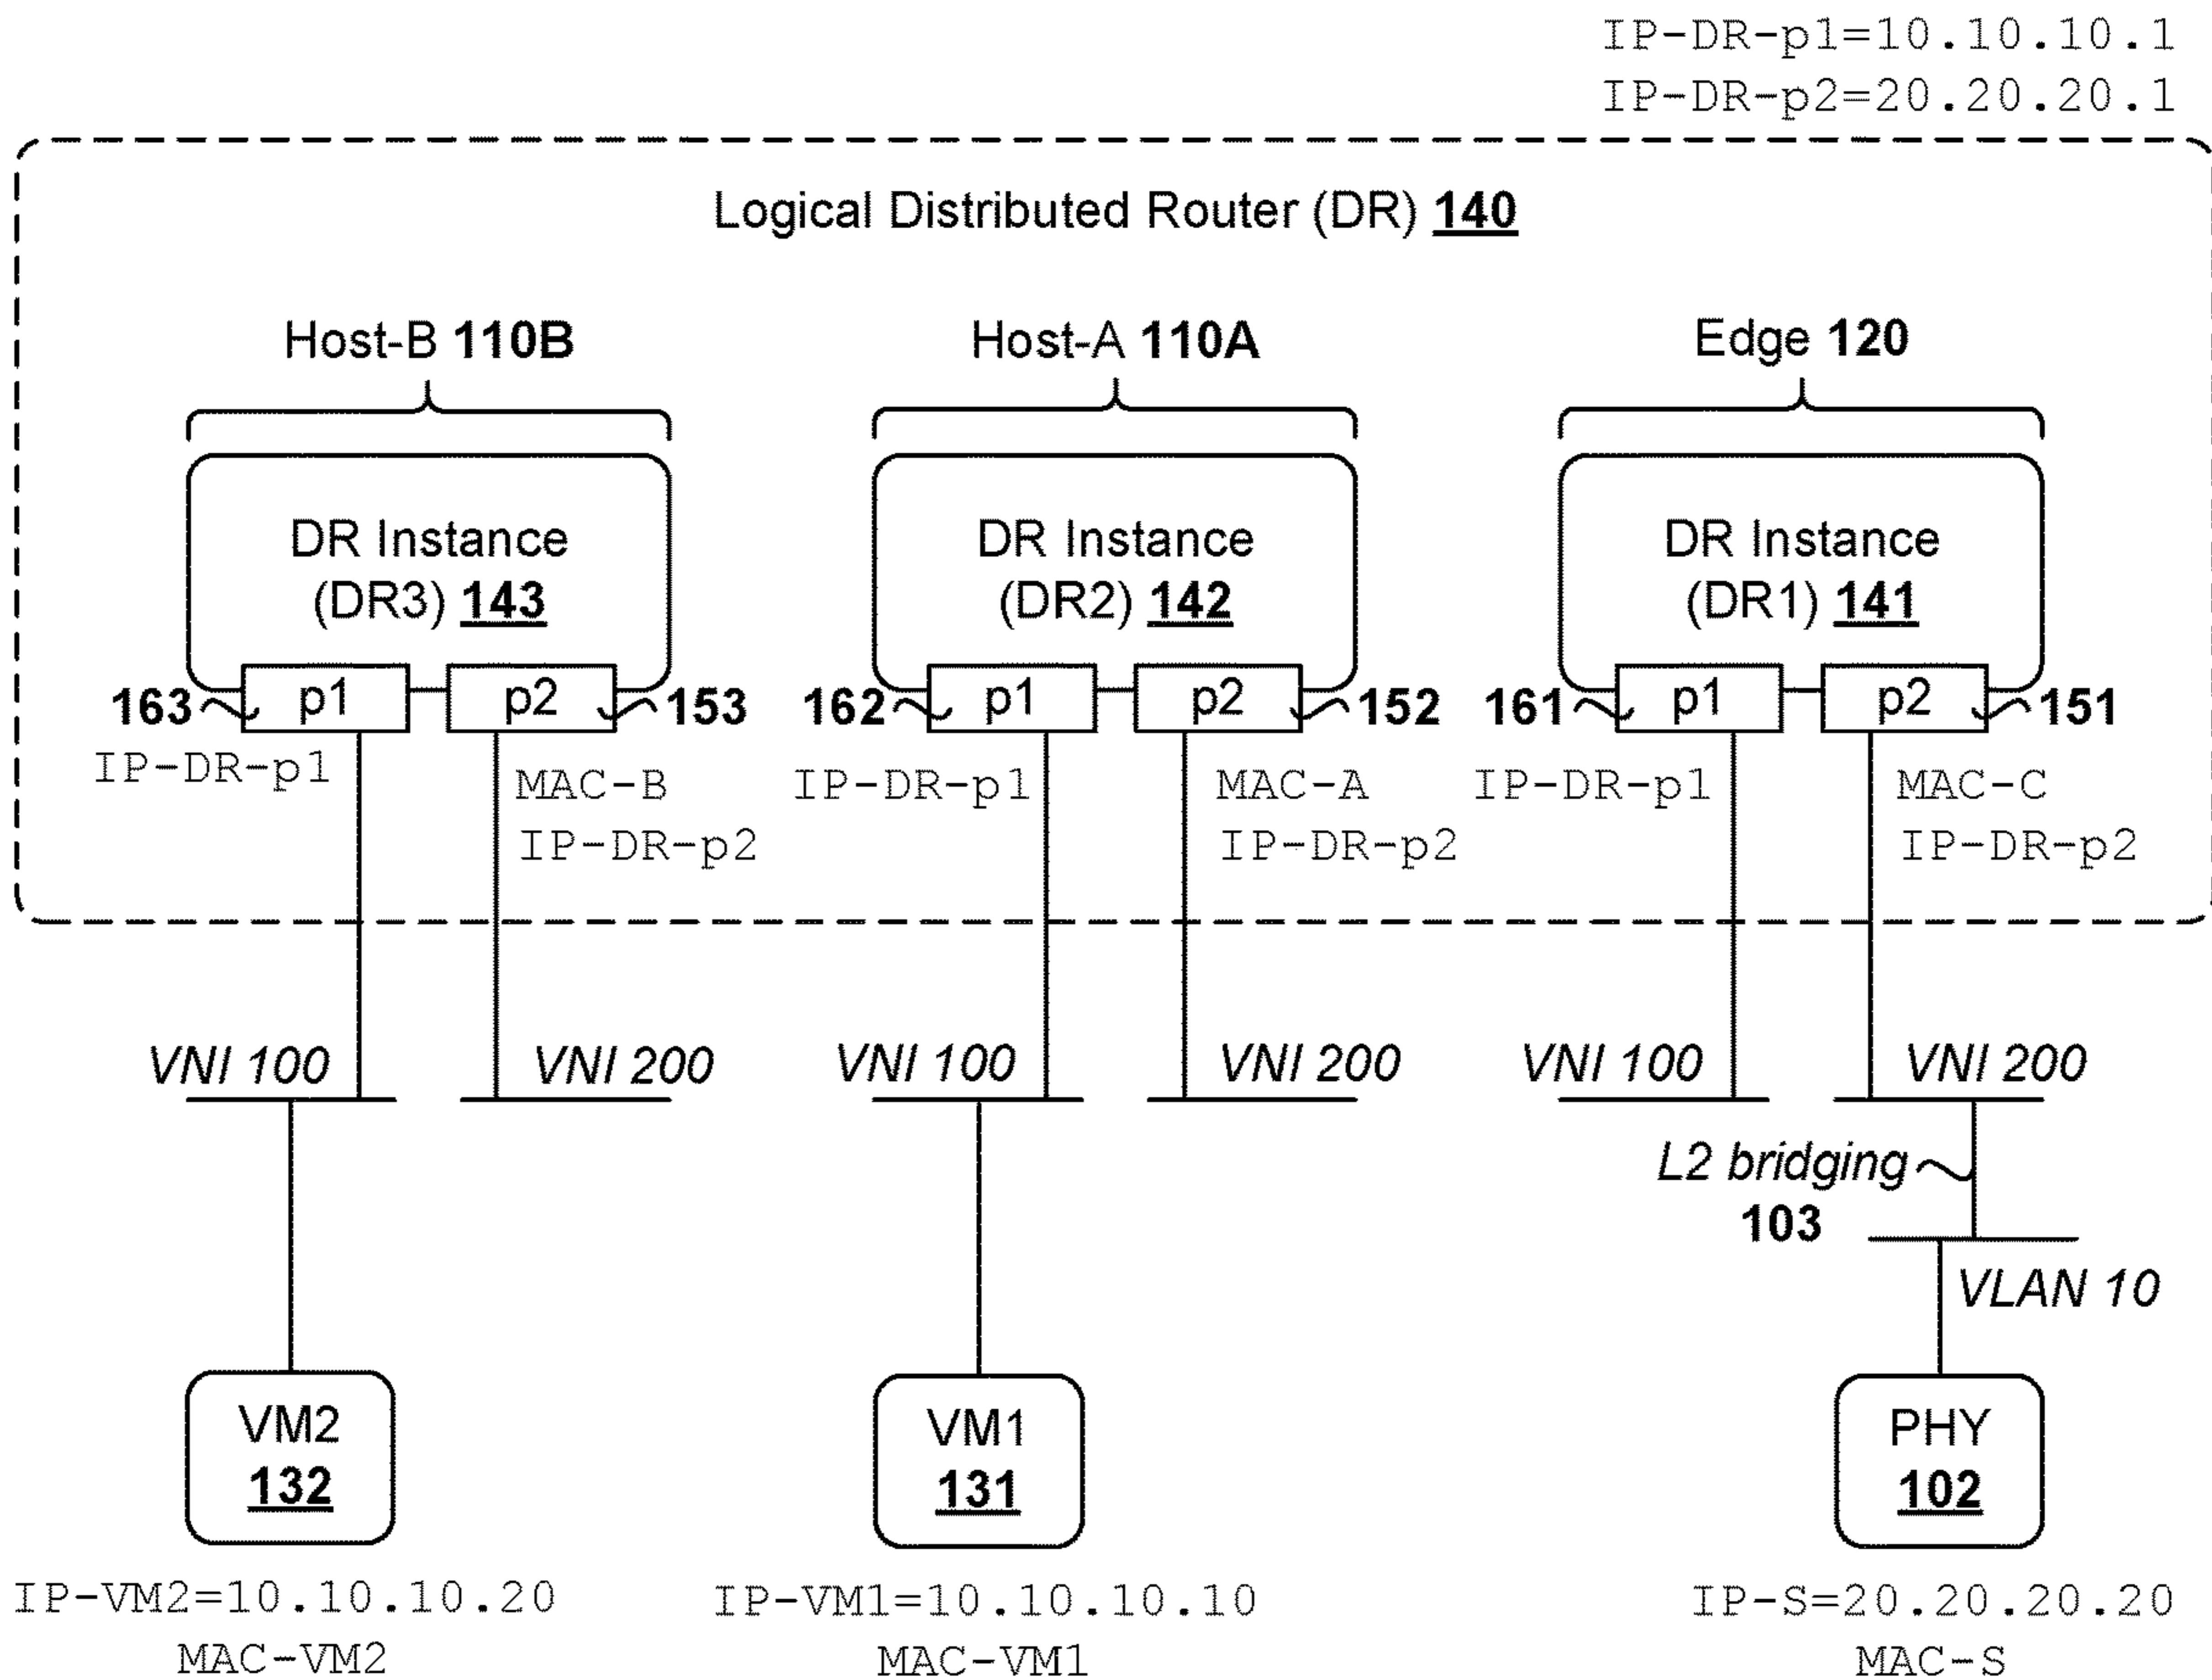 IP-DR-p1=10.10.10.1
IP-DR-p2=20.20.20.1
Logical Distributed Router (DR) 140
Host-B 110B
Host-A 110A
Edge 120
DR Instance
(DR3) 143
DR Instance
(DR2) 142
DR Instance
(DR1) 141
163
p1
p2
153
162
p1
p2
152
161
p1
p2
151
IP-DR-p1
MAC-B
IP-DR-p2
IP-DR-p1
MAC-A
IP-DR-p2
IP-DR-p1
MAC-C
IP-DR-p2
VNI 100
VNI 200
VNI 100
VNI 200
VNI 100
VNI 200
L2 bridging
103
VLAN 10
VM2
132
VM1
131
PHY
102
IP-VM2=10.10.10.20
MAC-VM2
IP-VM1=10.10.10.10
MAC-VM1
IP-S=20.20.20.20
MAC-S